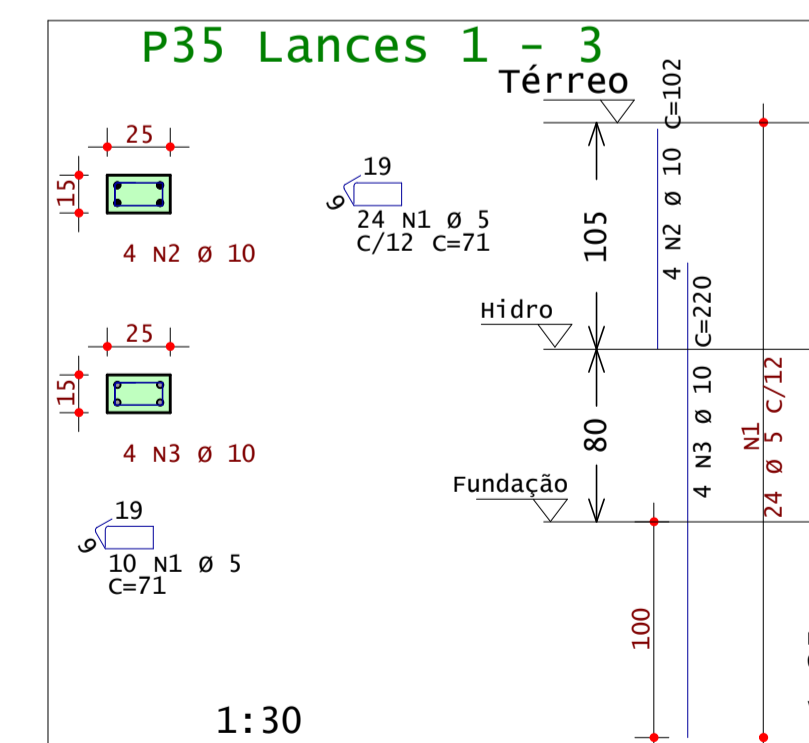 P35 Lances 1 - 3
Térreo
25
15
4 N2 Ø 10
19
9
24 N1 Ø 5
C/12 C=71
105
4 N2 Ø 10 C=102
Hidro
25
15
4 N3 Ø 10
80
4 N3 Ø 10 C=220
N1
24 Ø 5 C/12
Fundação
19
9
10 N1 Ø 5
C=71
100
1:30